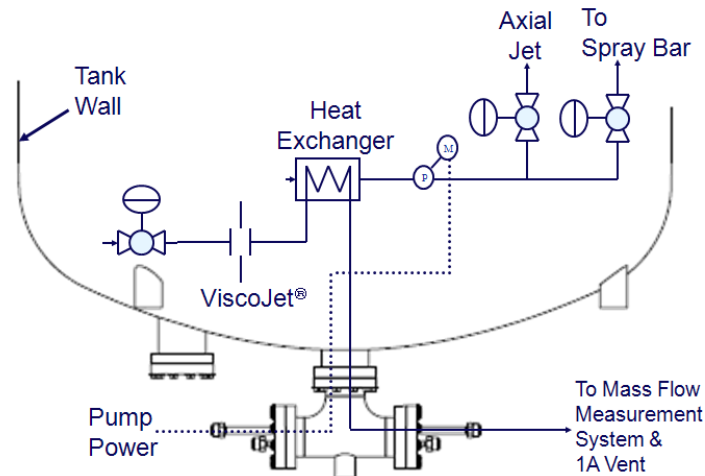 Axial
Jet
To
Spray Bar
Tank
Wall
Heat
Exchanger
M
P
ViscoJet®
Pump
Power
To Mass Flow
Measurement
System &
1A Vent